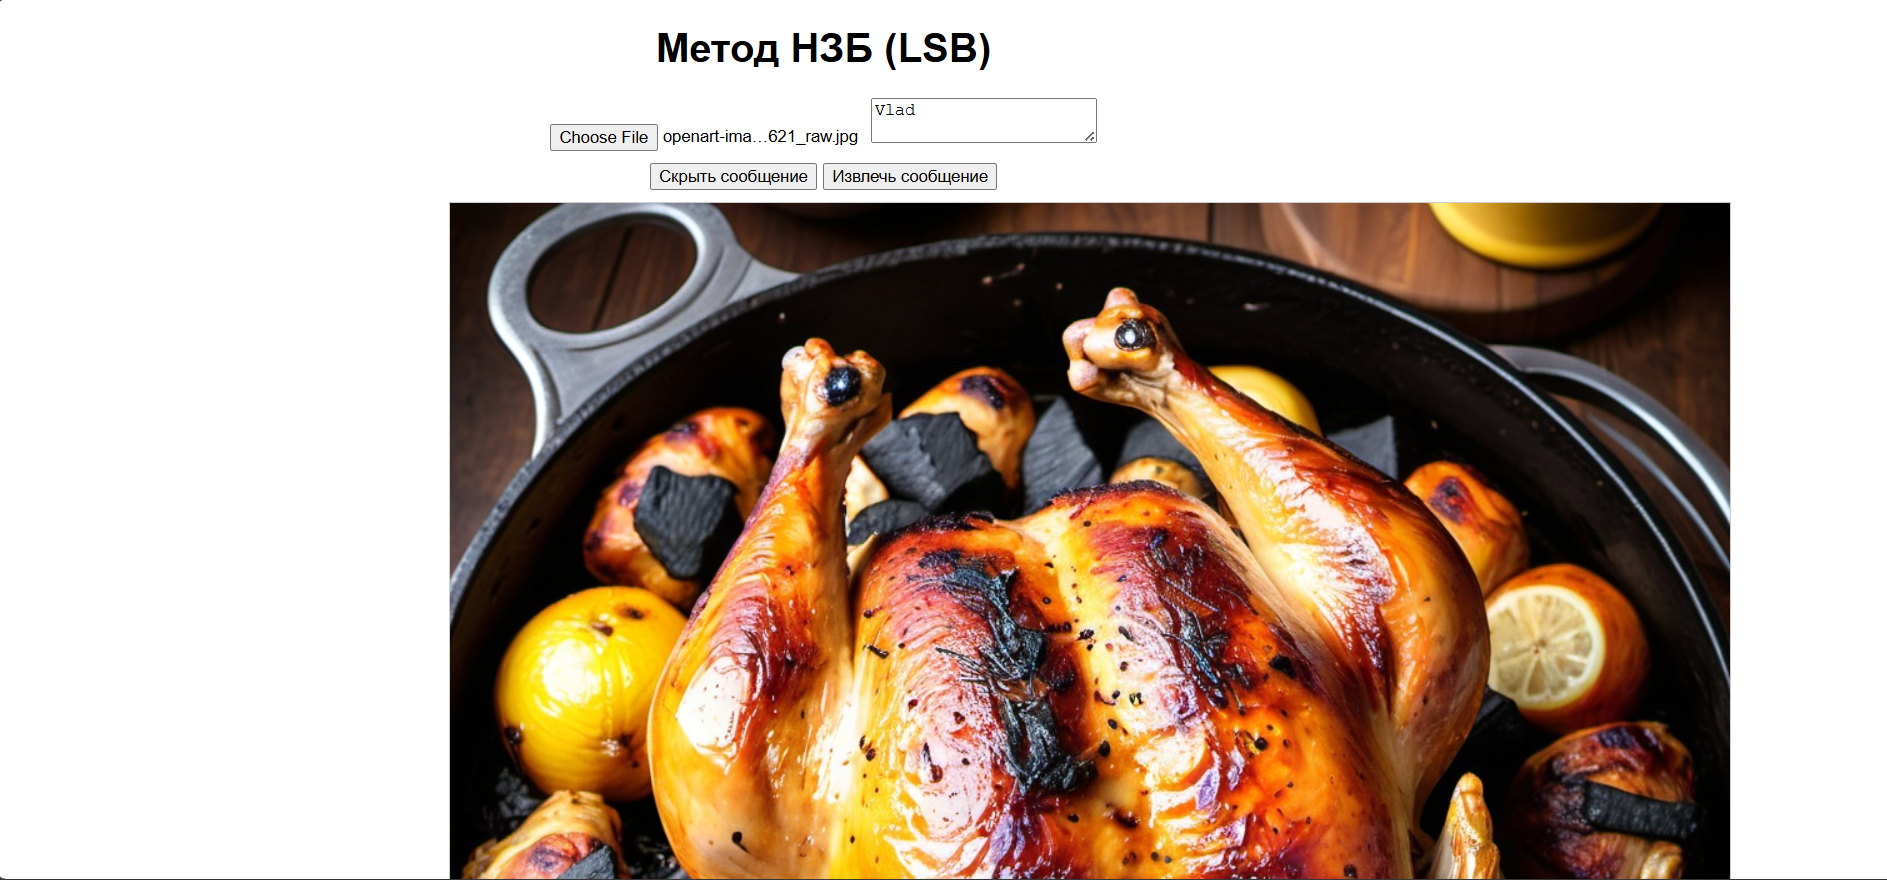 Метод НЗБ (LSB)
Vlad
Choose File openart-ima...621_raw.jpg
Скрыть сообщение Извлечь сообщение